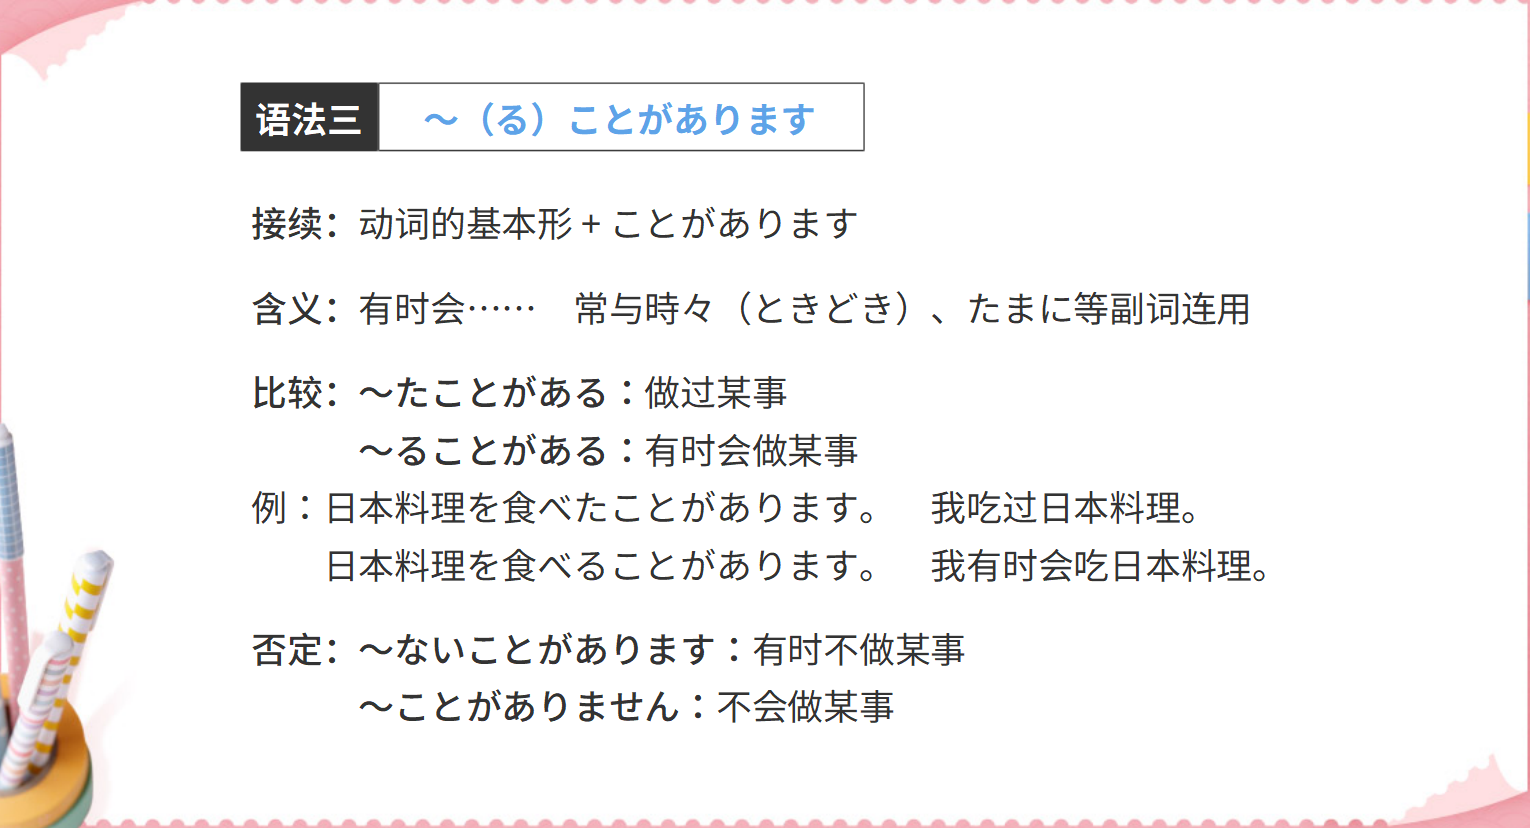 语法三 ～（る）ことがあります
接续：动词的基本形 + ことがあります
含义：有时会…… 常与時々（ときどき）、たまに等副词连用
比较：～たことがある：做过某事
～ることがある：有时会做某事
例：日本料理を食べたことがあります。 我吃过日本料理。
日本料理を食べることがあります。 我有时会吃日本料理。
否定：～ないことがあります：有时不做某事
～ことがありません：不会做某事